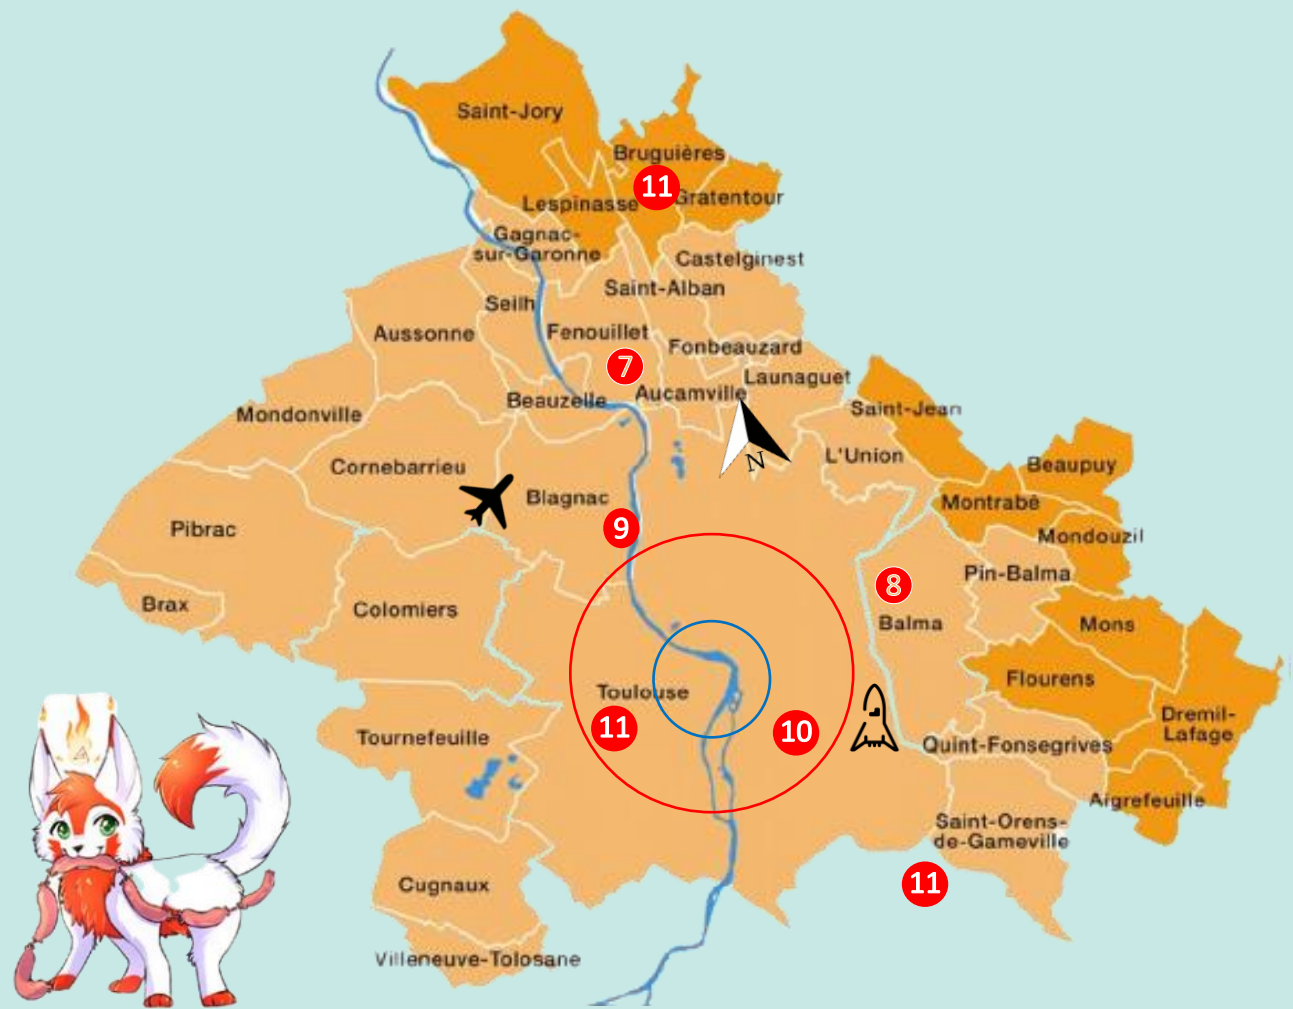 Saint-Jory
Bruguières
11
Gratentour
Lespinasse
Gagnac-
sur-Garonne
Castelginest
Saint-Alban
Seilh
Fenouillet
Aussonne
Fonbeauzard
7
Launaguet
Aucamville
Beauzelle
Saint-Jean
Mondonville
N
L'Union
Cornebarrieu
Beaupuy
Blagnac
Montrabé
Pibrac
9
Mondouzil
Pin-Balma
8
Brax
Colomiers
Balma
Mons
Flourens
Toulouse
11
10
Dremil-
Lafage
Tournefeuille
Quint-Fonsegrives
Aigrefeuille
Saint-Orens-
de-Gameville
Cugnaux
11
Villeneuve-Tolosane